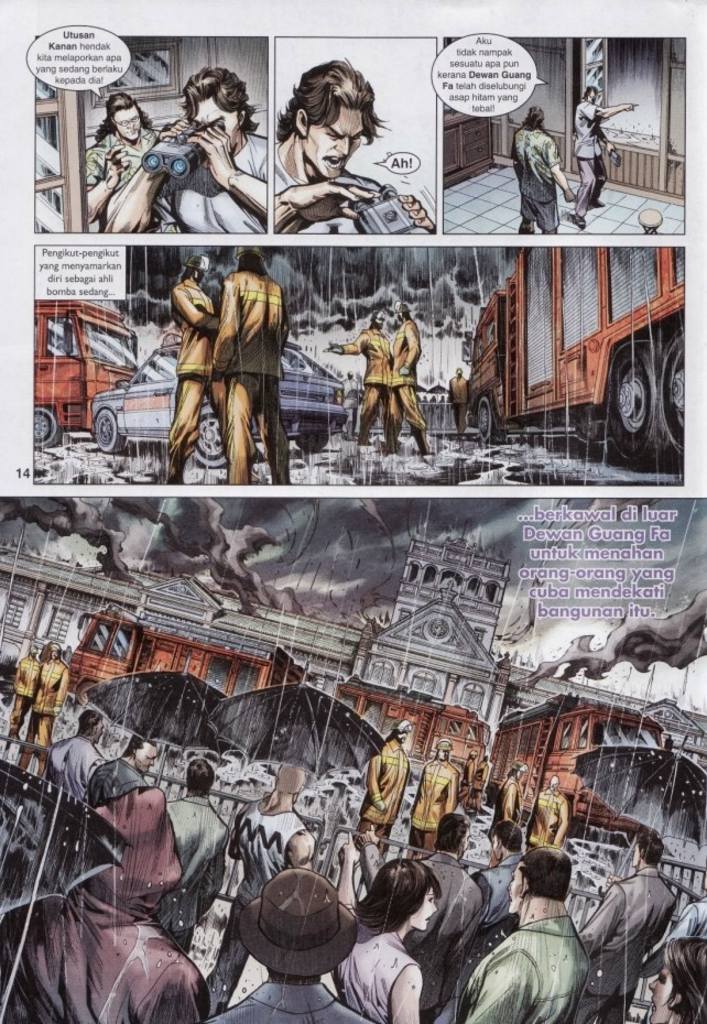 Utusan
Kanan hendak
kita melaporkan apa
yang sedang berlaku
kepada dia!
Ah!
Aku
tidak nampak
sesuatu apa pun
kerana Dewan Guang
Fa telah diselubungi
asap hitam yang
tebal!
Pengikut-pengikut
yang menyamarkan
diri sebagai ahli
bomba sedang...
14
...berkawal di luar
Dewan Guang Fa
untuk menahan
orang-orang yang
cuba mendekati
bangunan itu.